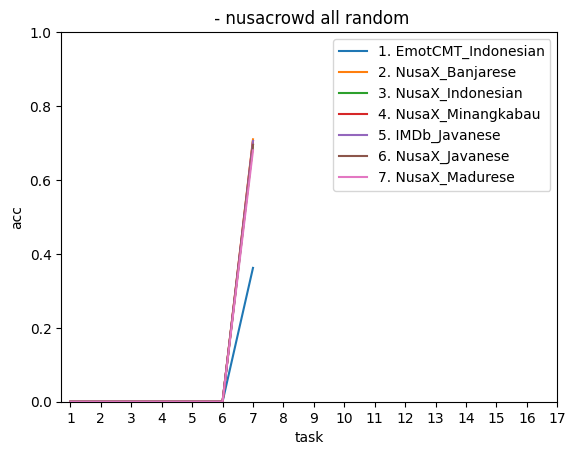 - nusacrowd all random
1.0
0.8
0.6
0.4
0.2
0.0
acc
1. EmotCMT_Indonesian
2. NusaX_Banjarese
3. NusaX_Indonesian
4. NusaX_Minangkabau
5. IMDb_Javanese
6. NusaX_Javanese
7. NusaX_Madurese
1 2 3 4 5 6 7 8 9 10 11 12 13 14 15 16 17
task